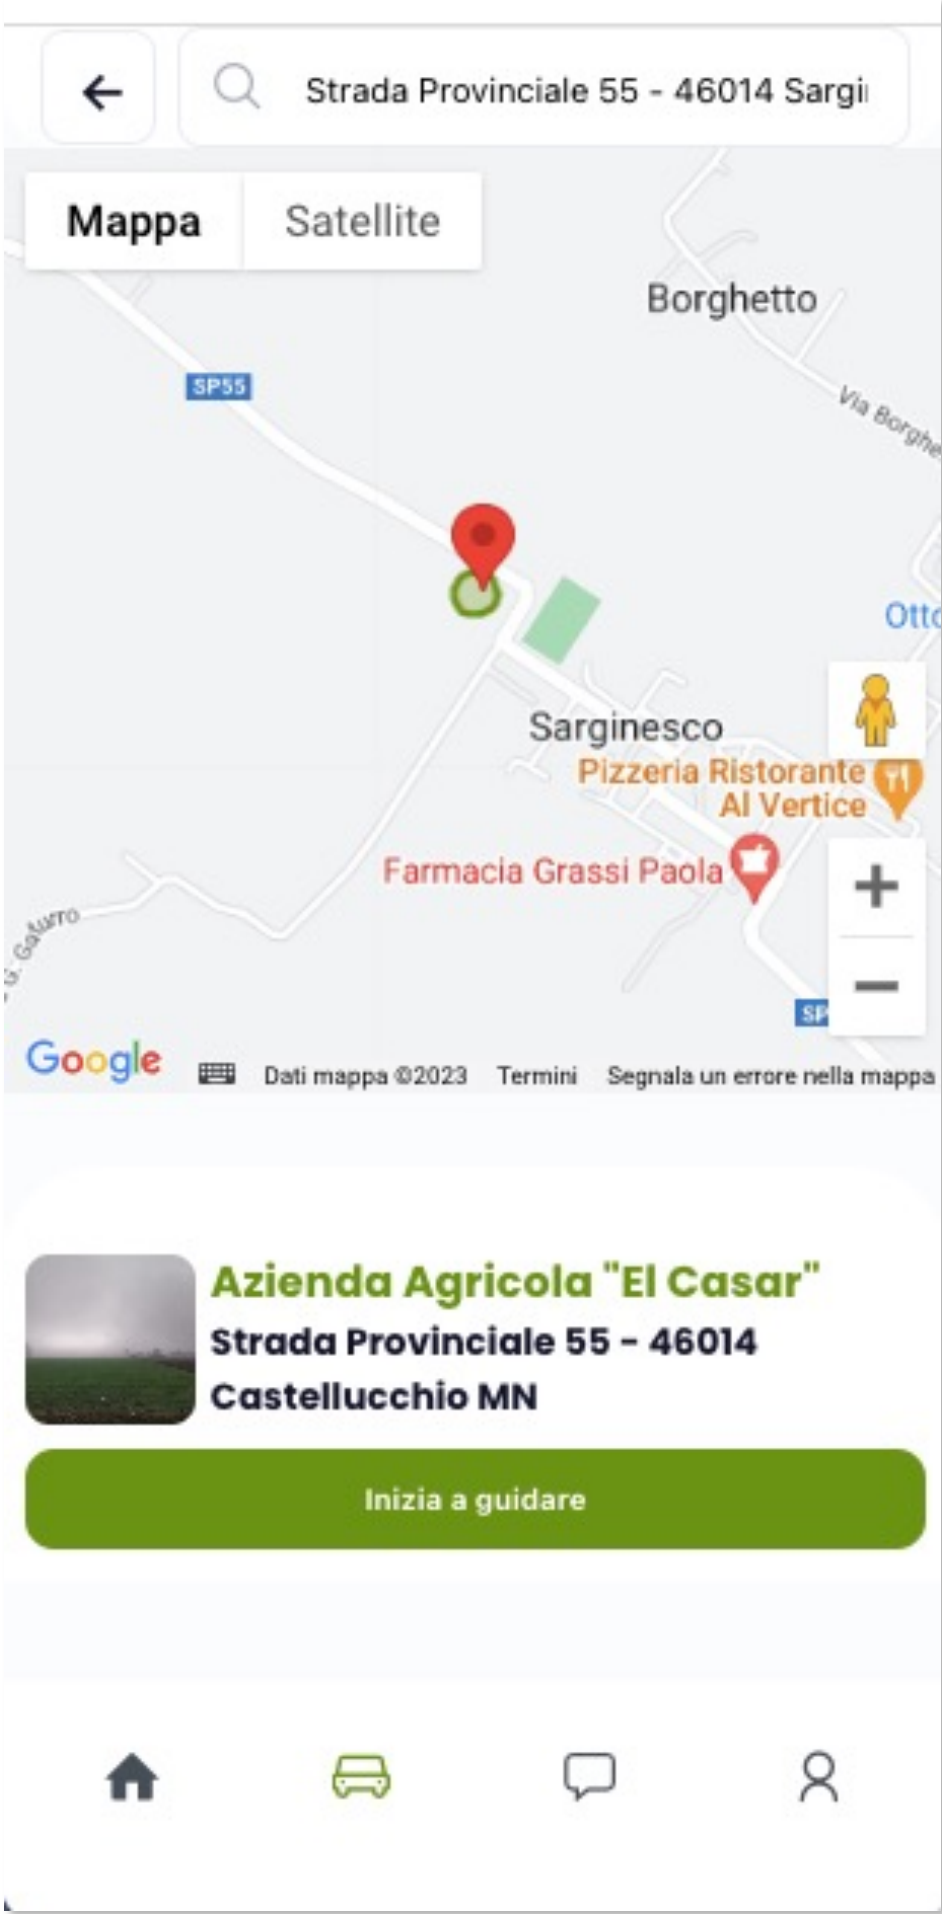 Strada Provinciale 55 - 46014 Sargi
Mappa
Satellite
Borghetto
SP55
Via Borghe
Otto
Sarginesco
Pizzeria Ristorante
Al Vertice
Farmacia Grassi Paola
G. Gafurro
SP
Google
Dati mappa ©2023 Termini Segnala un errore nella mappa
Azienda Agricola "El Casar"
Strada Provinciale 55 - 46014
Castellucchio MN
Inizia a guidare